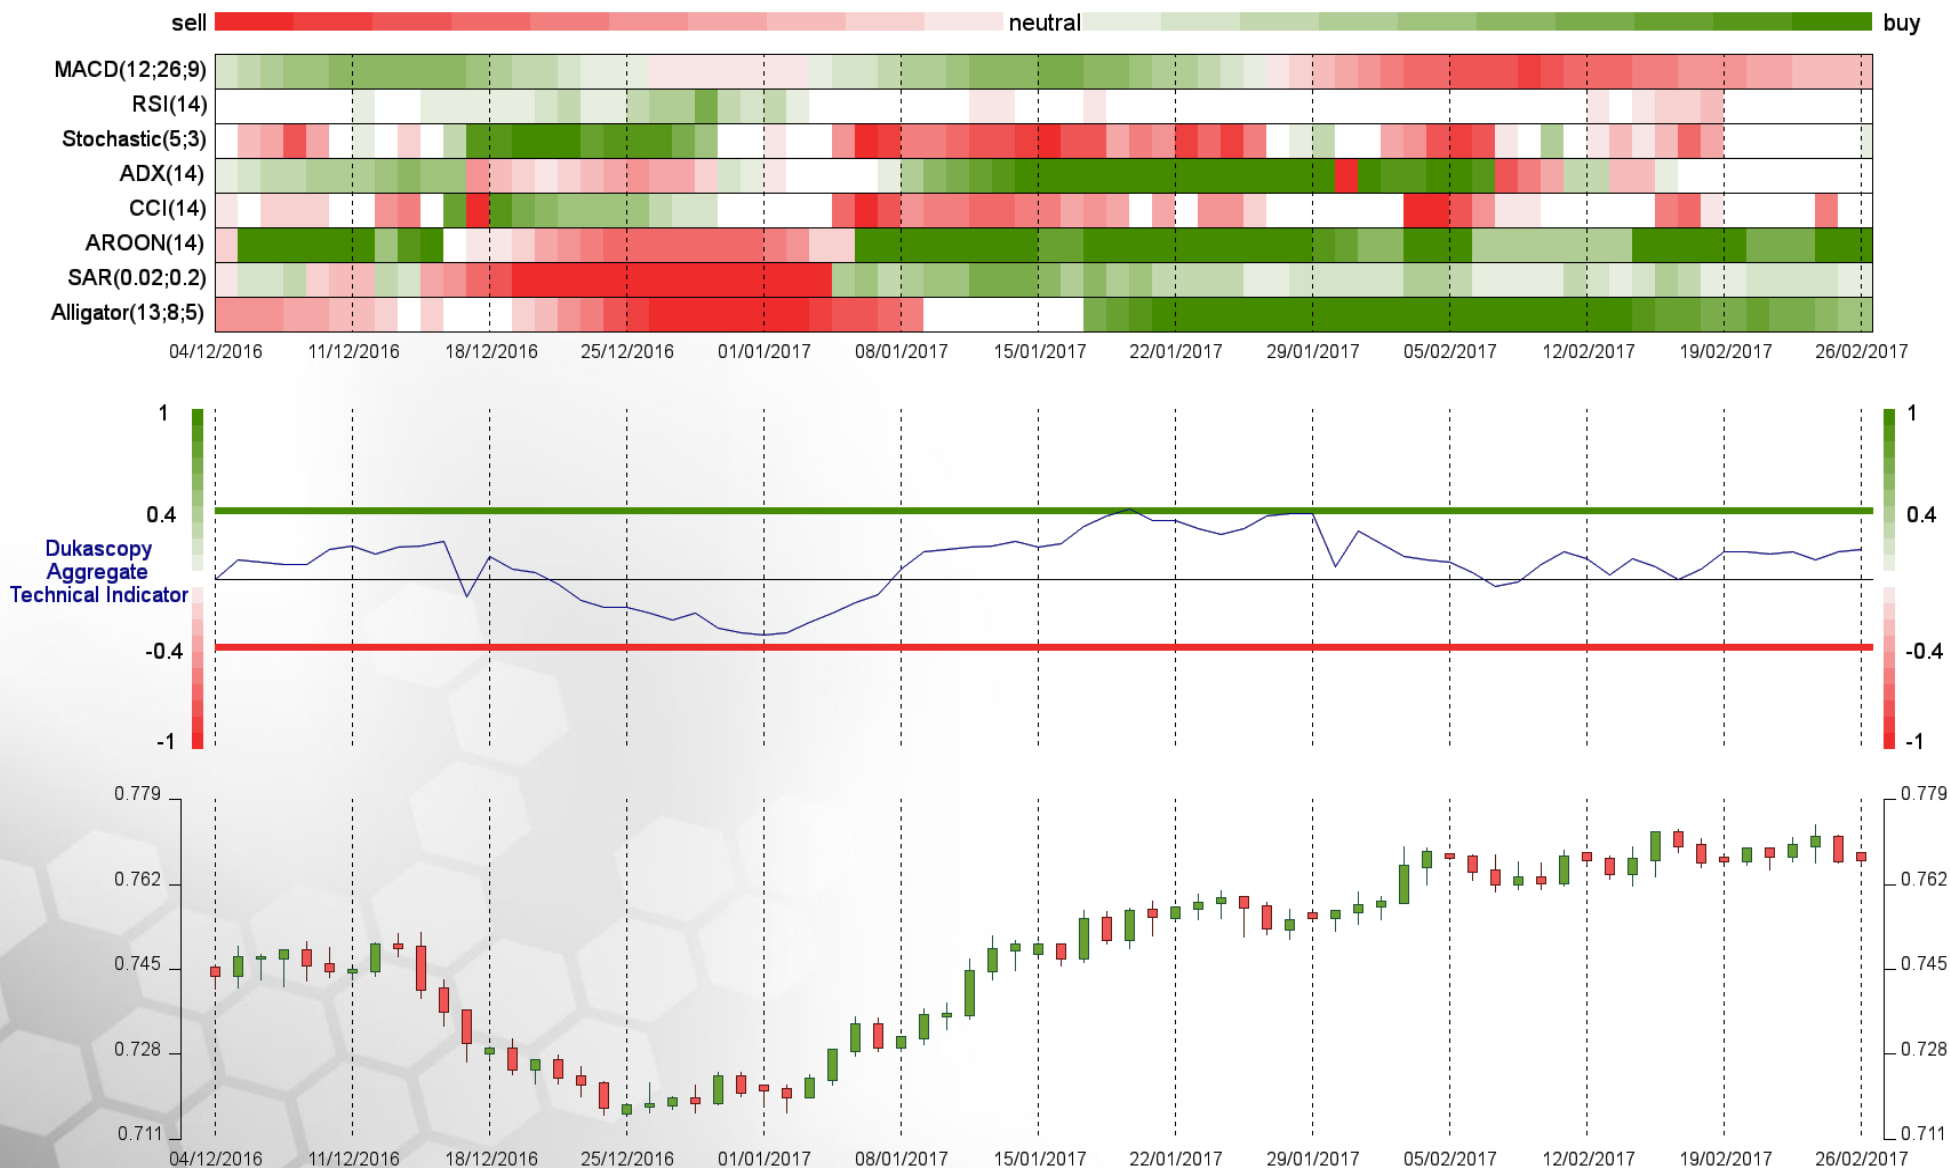 sell neutral buy
MACD(12;26;9)
RSI(14)
Stochastic(5;3)
ADX(14)
CCI(14)
AROON(14)
SAR(0.02;0.2)
Alligator(13;8;5)
04/12/2016 11/12/2016 18/12/2016 25/12/2016 01/01/2017 08/01/2017 15/01/2017 22/01/2017 29/01/2017 05/02/2017 12/02/2017 19/02/2017 26/02/2017
1 1
0.4 0.4
Dukascopy
Aggregate
Technical Indicator
-0.4 -0.4
-1 -1
0.779 0.779
0.762 0.762
0.745 0.745
0.728 0.728
0.711 0.711
04/12/2016 11/12/2016 18/12/2016 25/12/2016 01/01/2017 08/01/2017 15/01/2017 22/01/2017 29/01/2017 05/02/2017 12/02/2017 19/02/2017 26/02/2017